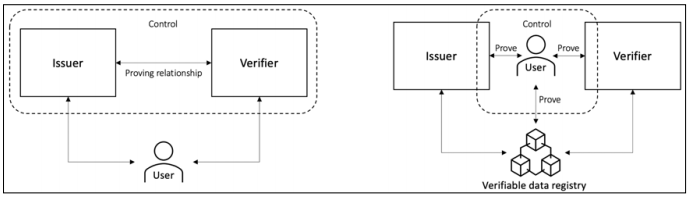 Control
Issuer
Proving relationship
Verifier
User
Control
Issuer
Prove
User
Prove
Verifier
Prove
Verifiable data registry